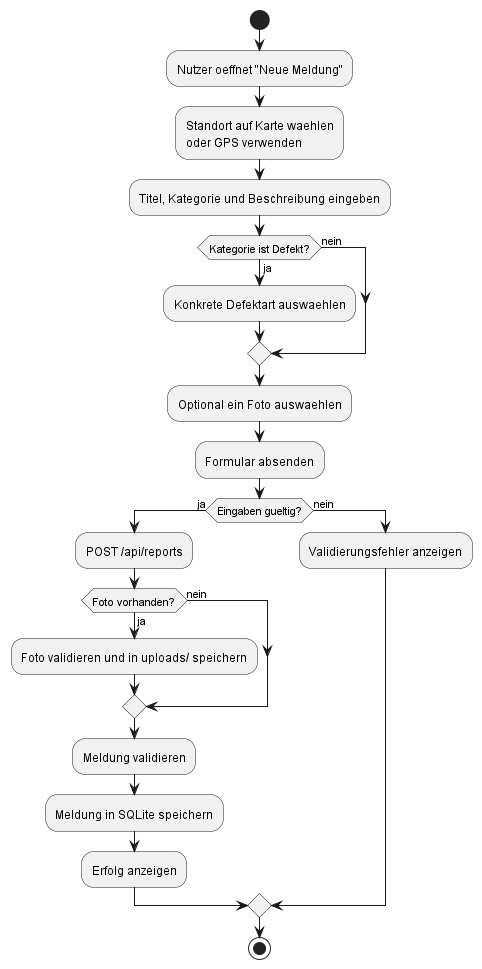 Nutzer oeffnet "Neue Meldung"
Standort auf Karte waehlen
oder GPS verwenden
Titel, Kategorie und Beschreibung eingeben
Kategorie ist Defekt?
nein
ja
Konkrete Defektart auswaehlen
Optional ein Foto auswaehlen
Formular absenden
ja
Eingaben gueltig?
nein
POST /api/reports
Validierungsfehler anzeigen
Foto vorhanden?
nein
ja
Foto validieren und in uploads/ speichern
Meldung validieren
Meldung in SQLite speichern
Erfolg anzeigen